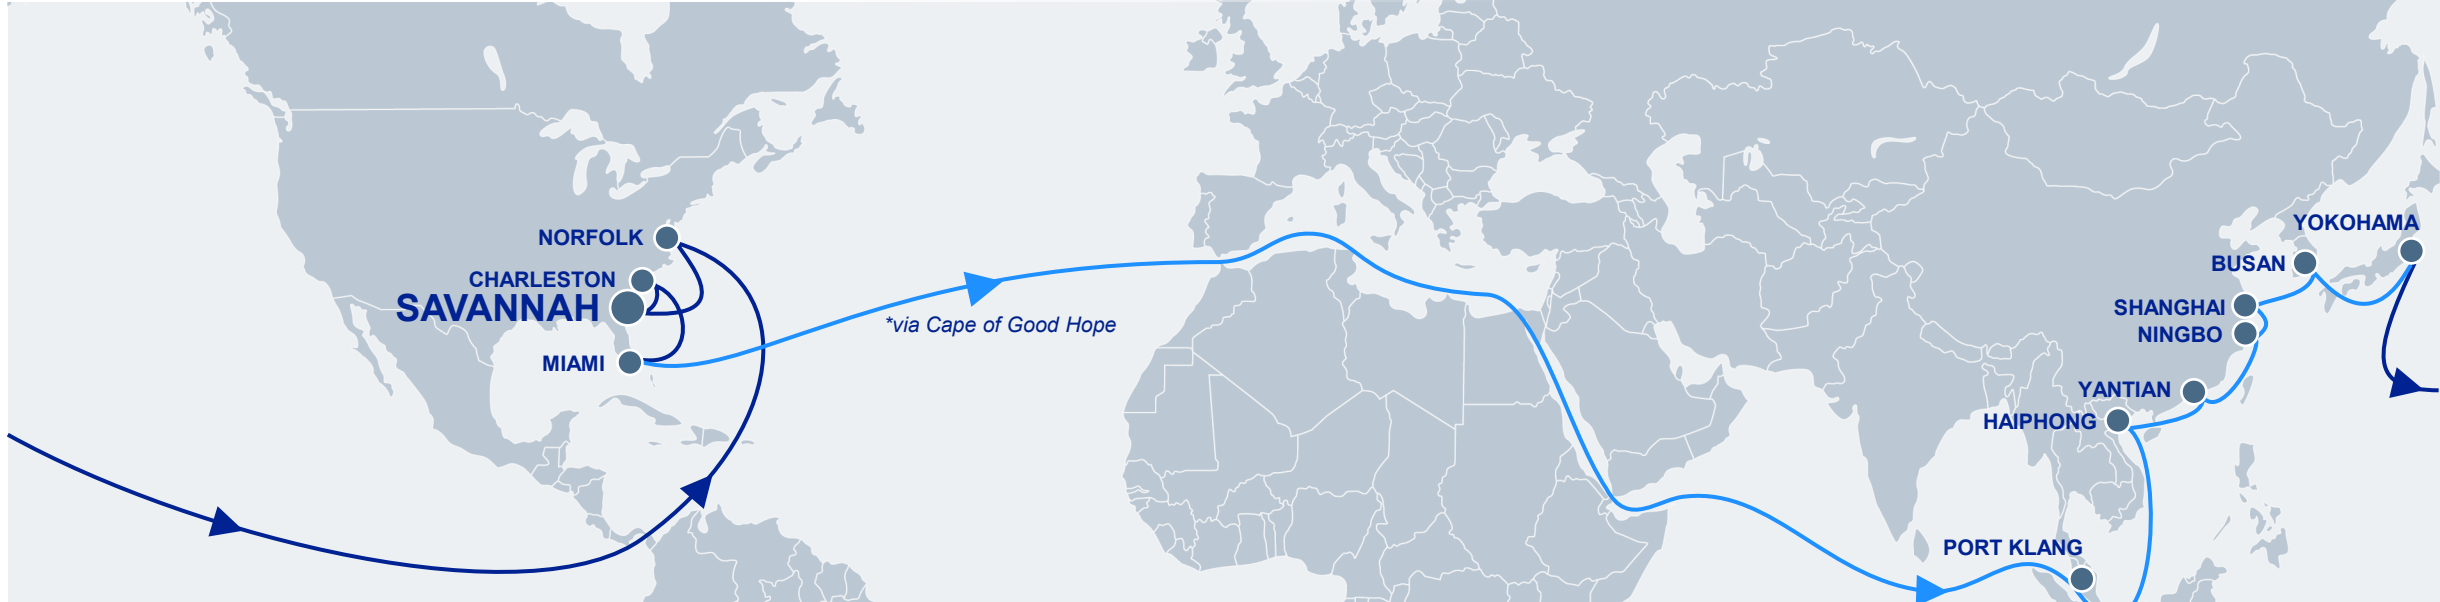 YOKOHAMA
NORFOLK
BUSAN
CHARLESTON
SAVANNAH
SHANGHAI
*via Cape of Good Hope
NINGBO
MIAMI
YANTIAN
HAIPHONG
PORT KLANG